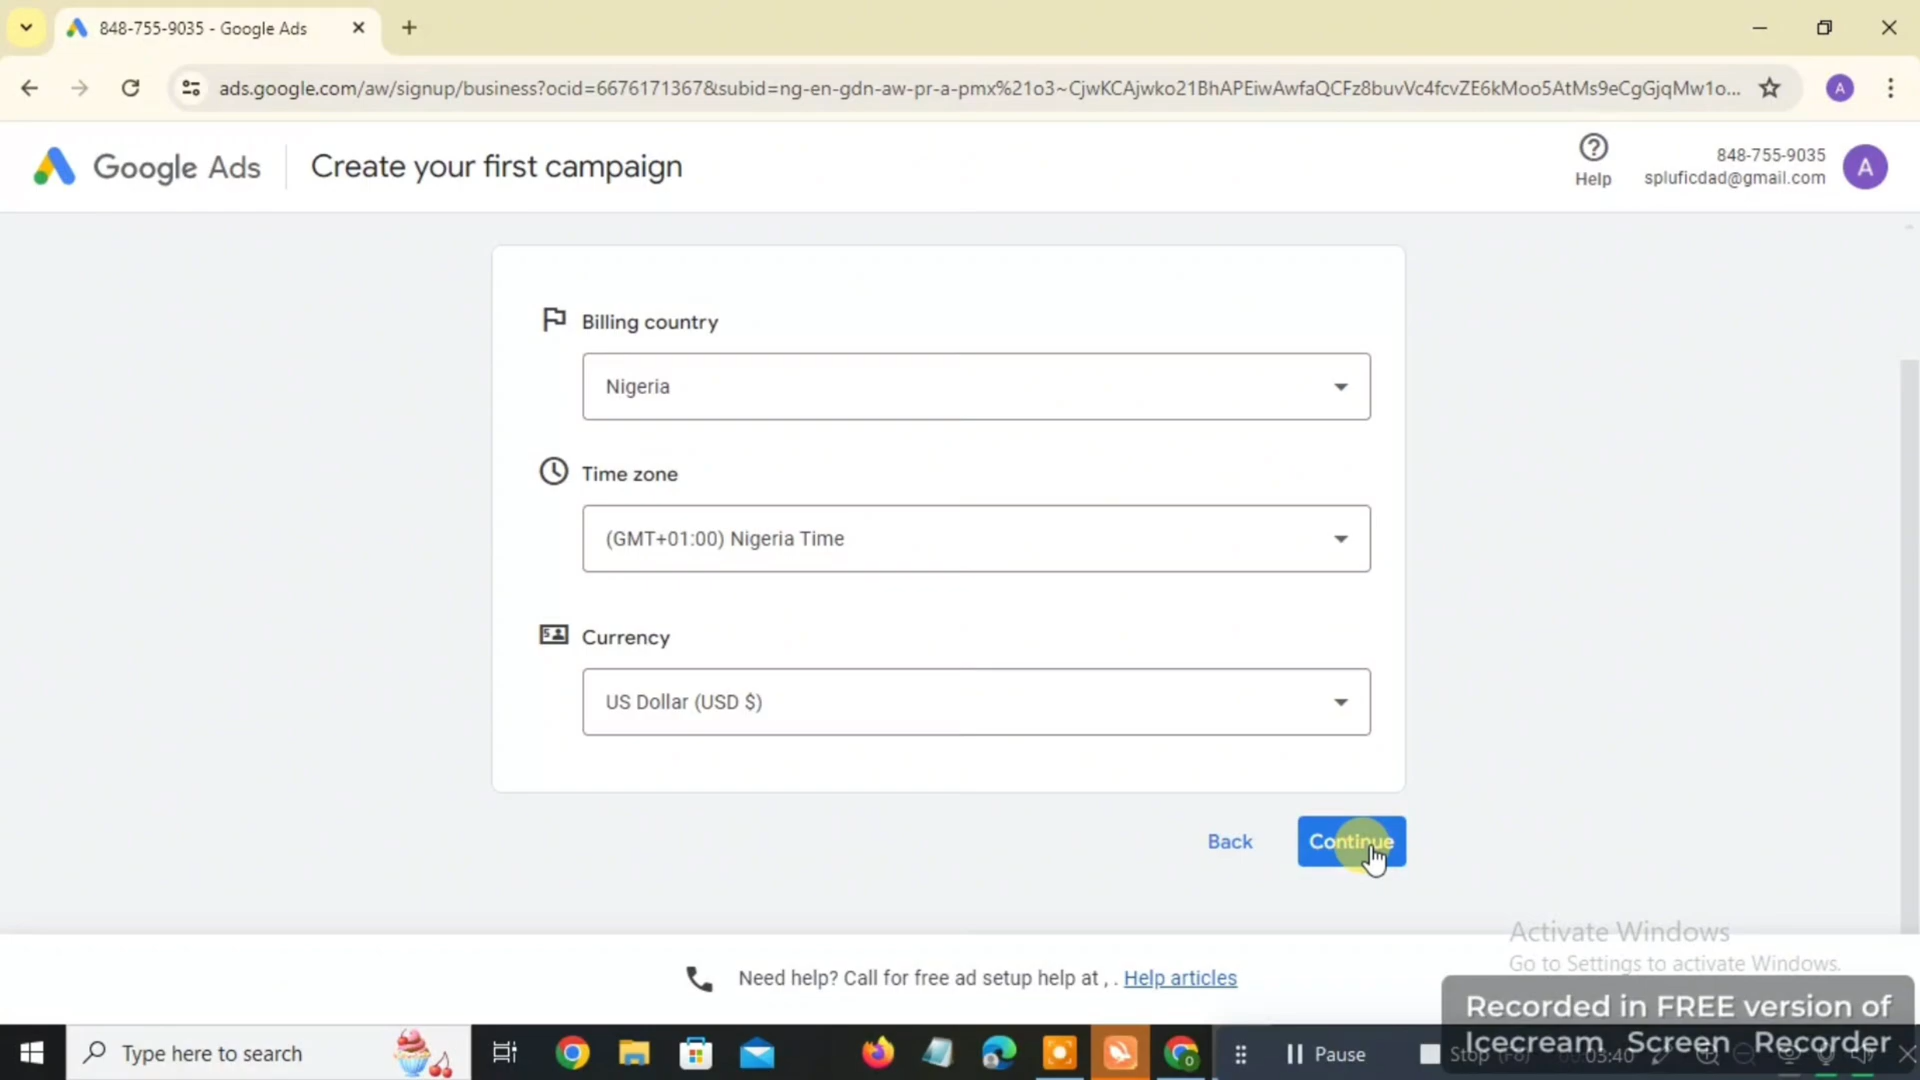 848-755-9035 - Google Ads
ads.google.com/aw/signup/business?ocid=6676171367&subid=ng-en-gdn-aw-pr-a-pmx%21o3~CjwKCAjwko21BhAPEiwAwfaQCFz8buvVc4fcvZE6kMoo5AtMs9eCgGjqMw1o...
A
Google Ads
Create your first campaign
Help
848-755-9035
spluficdad@gmail.com
A
Billing country
Nigeria
Time zone
(GMT+01:00) Nigeria Time
Currency
US Dollar (USD $)
Back
Continue
Need help? Call for free ad setup help at , . Help articles
Activate Windows
Go to Settings to activate Windows.
Recorded in FREE version of
Icecream Screen Recorder
Type here to search
Pause
Stop (F8)
03:40